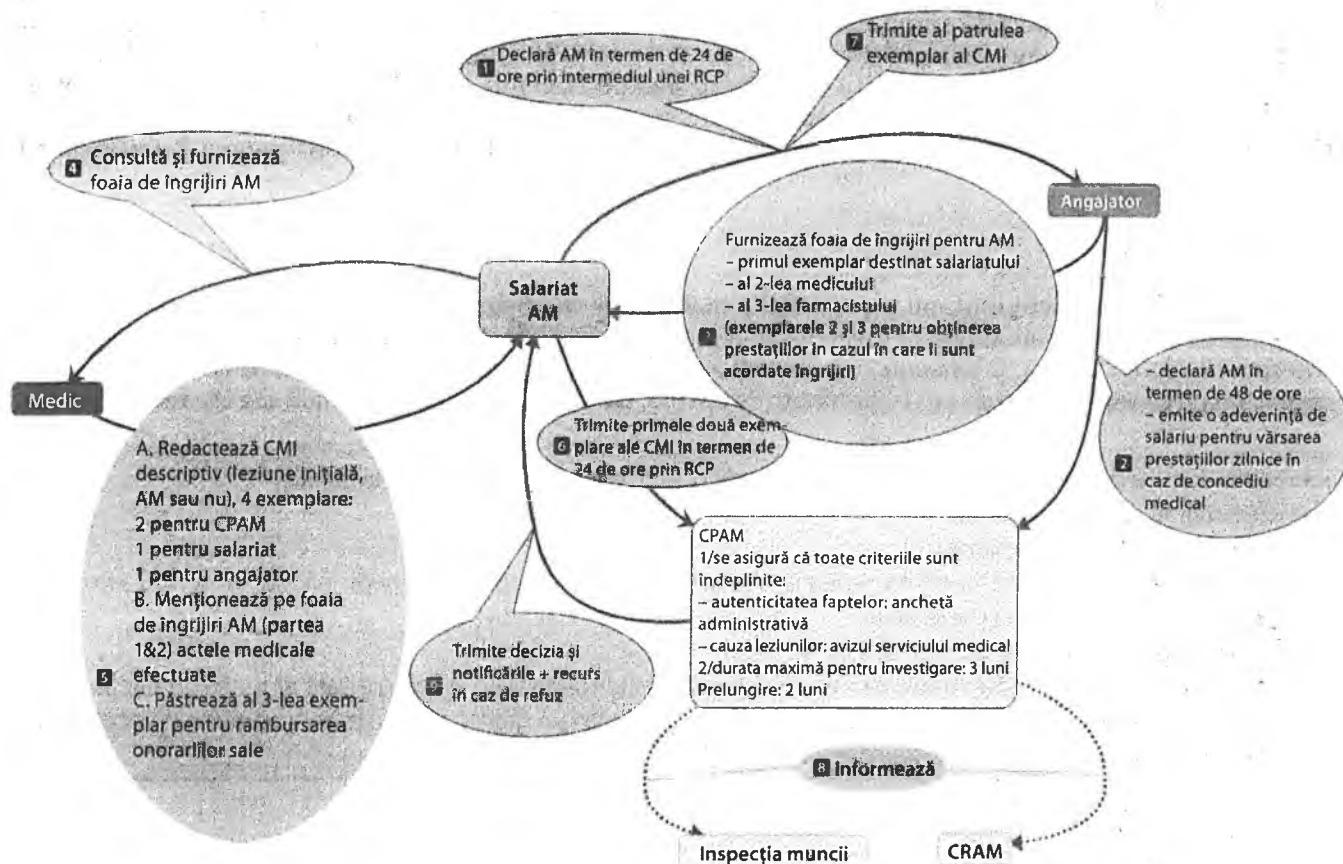 1 Declară AM în termen de 24 de
ore prin intermediul unei RCP
7 Trimite al patrulea
exemplar al CMI
4 Consultă și furnizează
foaia de îngrijiri AM
Angajator
Furnizează foaia de îngrijiri pentru AM
– primul exemplar destinat salariatului
– al 2-lea medicului
– al 3-lea farmacistului
(exemplarele 2 și 3 pentru obținerea
prestațiilor în cazul în care îi sunt
acordate îngrijiri)
Salariat
AM
Medic
– declară AM în
termen de 48 de ore
– emite o adeverință de
salariu pentru vărsarea
2 prestațiilor zilnice în
caz de concediu
medical
Trimite primele două exem-
6 plare ale CMI în termen de
24 de ore prin RCP
A. Redactează CMI
descriptiv (leziune inițială,
AM sau nu), 4 exemplare:
2 pentru CPAM
1 pentru salariat
1 pentru angajator
B. Menționează pe foaia
de îngrijiri AM (partea
1&2) actele medicale
5 efectuate
C. Păstrează al 3-lea exem-
plar pentru rambursarea
onorariilor sale
CPAM
1/se asigură că toate criteriile sunt
îndeplinite:
– autenticitatea faptelor: anchetă
administrativă
– cauza leziunilor: avizul serviciului medical
2/durata maximă pentru investigare: 3 luni
Prelungire: 2 luni
Trimite decizia și
9 notificările + recurs
în caz de refuz
8 Informează
Inspecția muncii
CRAM